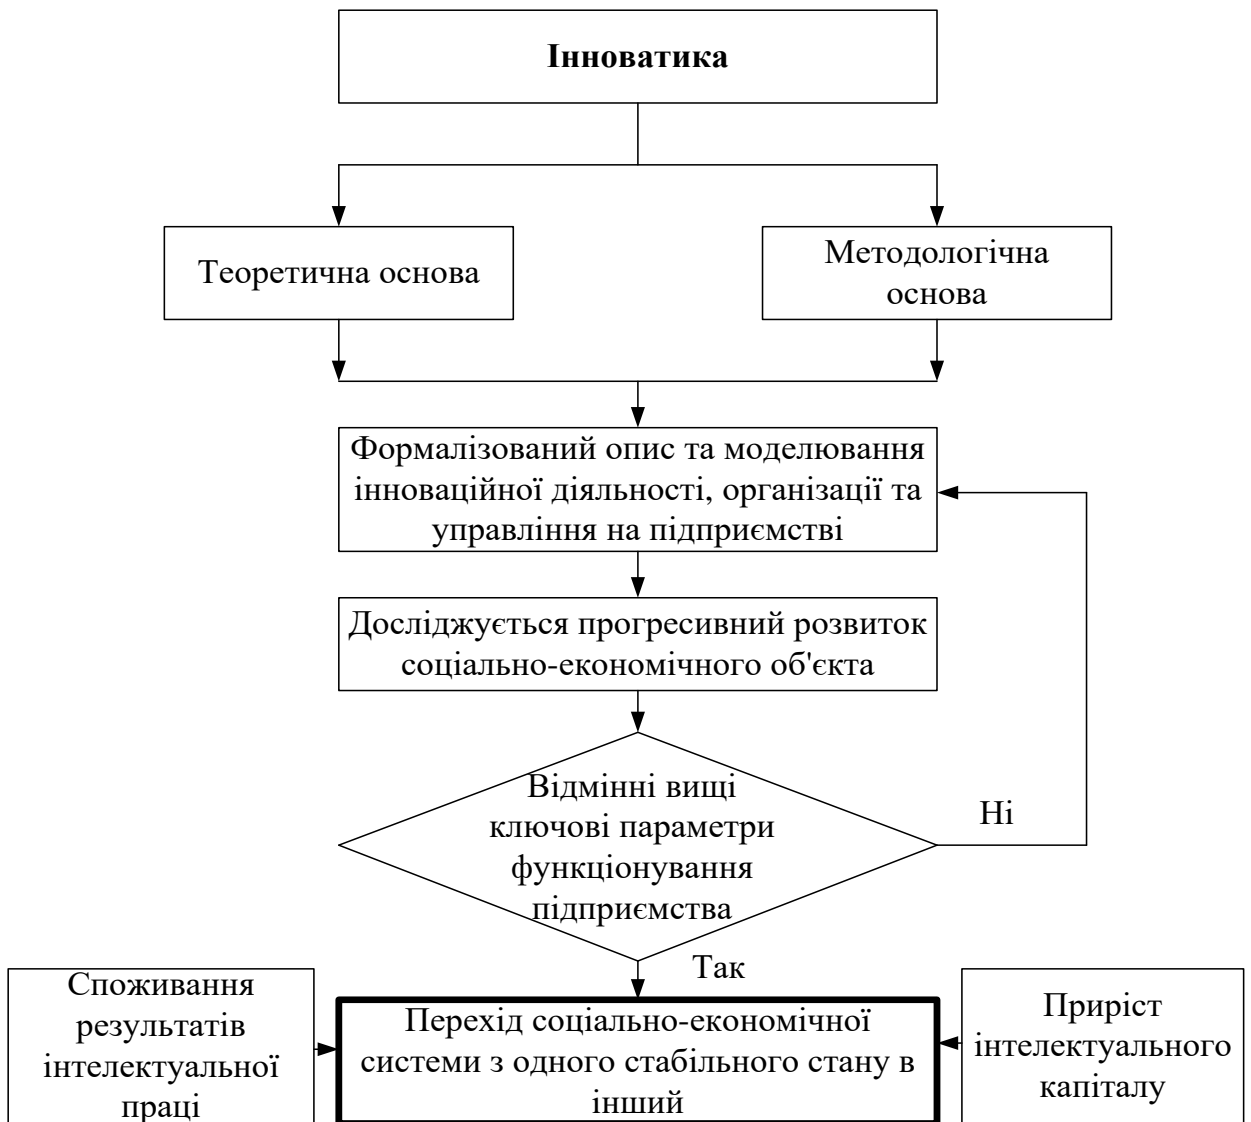 Інноватика
Теоретична основа
Методологічна
основа
Формалізований опис та моделювання
інноваційної діяльності, організації та
управління на підприємстві
Досліджується прогресивний розвиток
соціально-економічного об'єкта
Відмінні вищі
ключові параметри
функціонування
підприємства
Ні
Так
Споживання
результатів
інтелектуальної
праці
Перехід соціально-економічної
системи з одного стабільного стану в
інший
Приріст
інтелектуального
капіталу